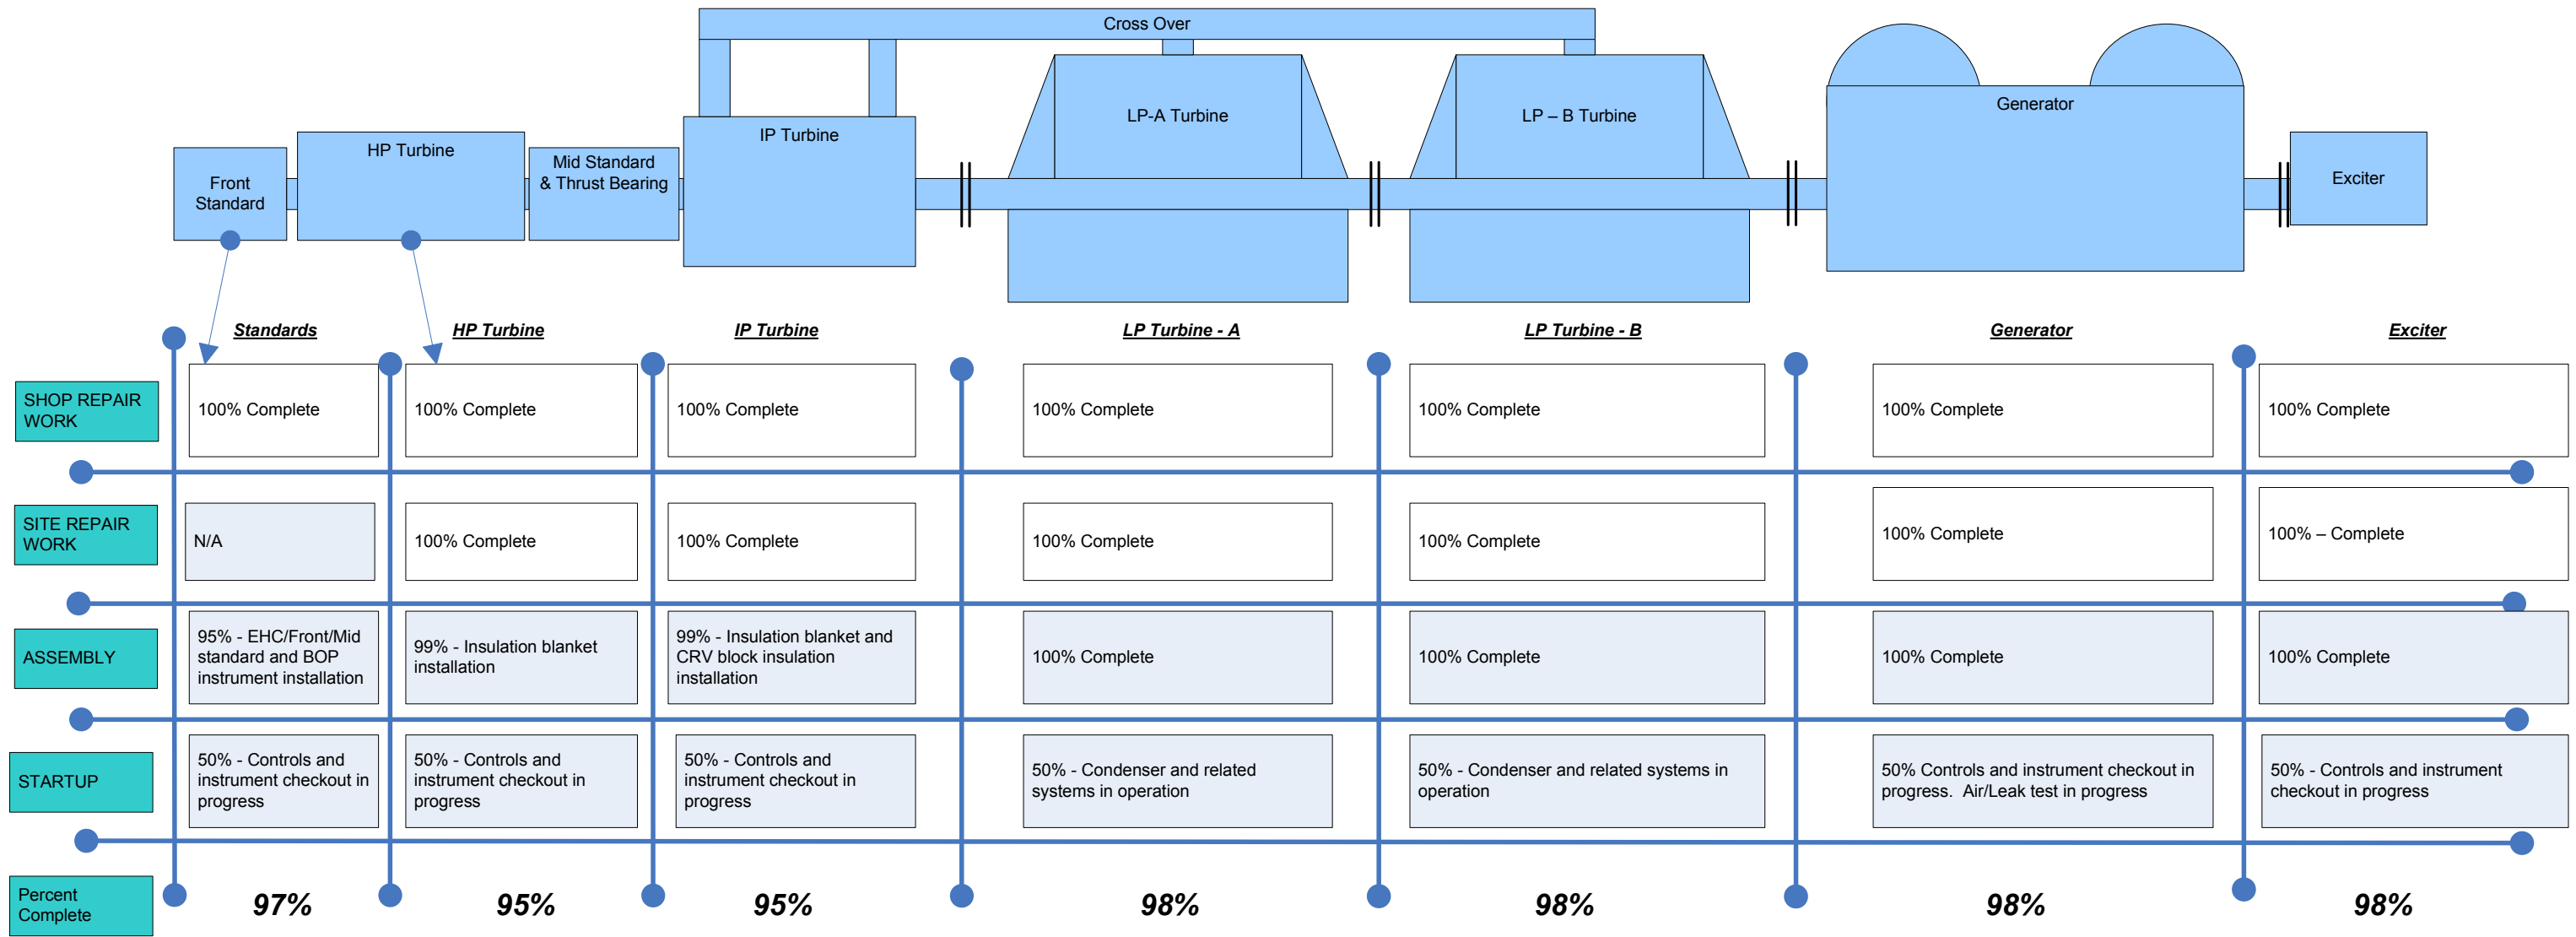 Cross Over
Front
Standard
HP Turbine
Mid Standard
& Thrust Bearing
IP Turbine
LP-A Turbine
LP – B Turbine
Generator
Exciter
Standards
HP Turbine
IP Turbine
LP Turbine - A
LP Turbine - B
Generator
Exciter
SHOP REPAIR
WORK
100% Complete
100% Complete
100% Complete
100% Complete
100% Complete
100% Complete
100% Complete
SITE REPAIR
WORK
N/A
100% Complete
100% Complete
100% Complete
100% Complete
100% Complete
100% – Complete
ASSEMBLY
95% - EHC/Front/Mid
standard and BOP
instrument installation
99% - Insulation blanket
installation
99% - Insulation blanket and
CRV block insulation
installation
100% Complete
100% Complete
100% Complete
100% Complete
STARTUP
50% - Controls and
instrument checkout in
progress
50% - Controls and
instrument checkout in
progress
50% - Controls and
instrument checkout in
progress
50% - Condenser and related
systems in operation
50% - Condenser and related systems in
operation
50% Controls and instrument checkout in
progress.  Air/Leak test in progress
50% - Controls and instrument
checkout in progress
Percent
Complete
97%
95%
95%
98%
98%
98%
98%